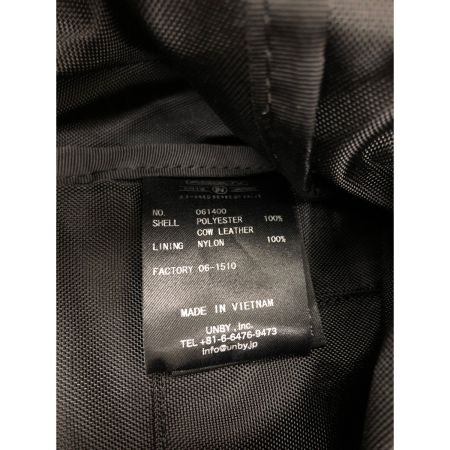 NO. 061400
SHELL POLYESTER 100%
COW LEATHER
LINING NYLON 100%
FACTORY 06-1510
MADE IN VIETNAM
UNBY , inc.
TEL +81-6-6476-9473
info@unby.jp